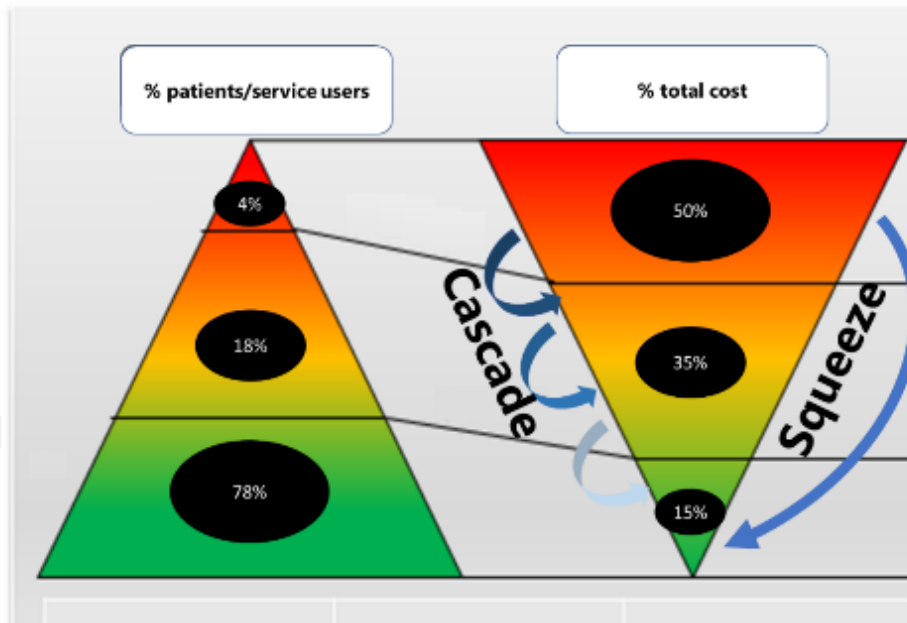 % patients/service users
% total cost
4%
50%
18%
35%
78%
15%
Cascade
Squeeze